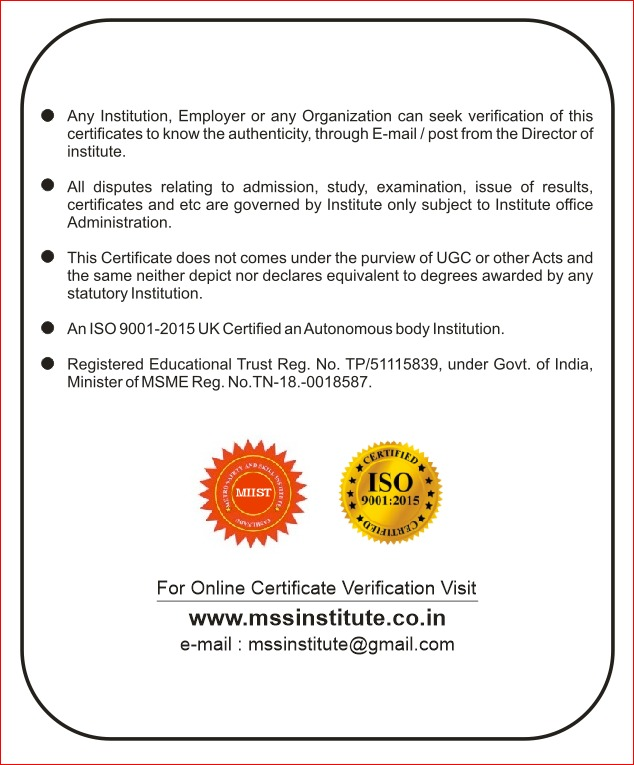 Any Institution, Employer or any Organization can seek verification of this
certificates to know the authenticity, through E-mail / post from the Director of
institute.
All disputes relating to admission, study, examination, issue of results,
certificates and etc are governed by Institute only subject to Institute office
Administration.
This Certificate does not comes under the purview of UGC or other Acts and
the same neither depict nor declares equivalent to degrees awarded by any
statutory Institution.
An ISO 9001-2015 UK Certified an Autonomous body Institution.
Registered Educational Trust Reg. No. TP/51115839, under Govt. of India,
Minister of MSME Reg. No.TN-18.-0018587.
METRO SAFETY AND SKILL INSTITUTE
MIIST
TAMILNADU
CERTIFIED
ISO
9001:2015
CERTIFIED
For Online Certificate Verification Visit
www.mssinstitute.co.in
e-mail : mssinstitute@gmail.com